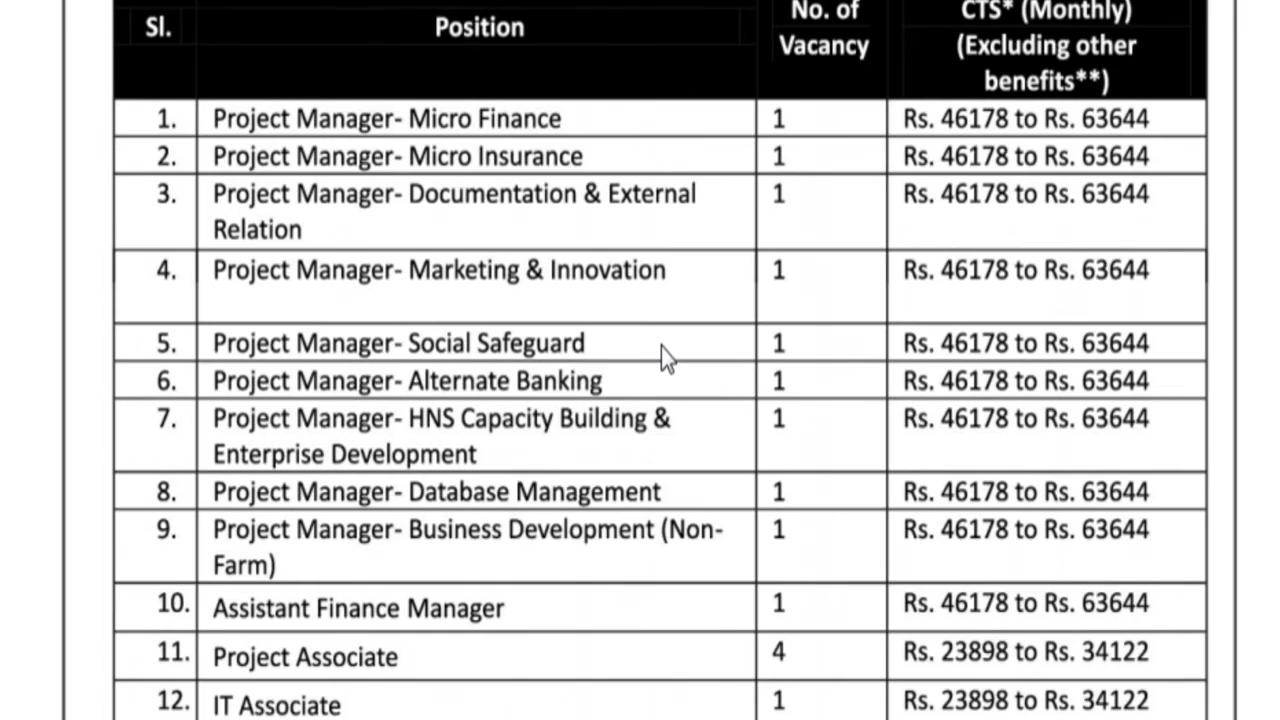 Sl. Position No. of Vacancy CTS* (Monthly) (Excluding other benefits**)
1. Project Manager- Micro Finance 1 Rs. 46178 to Rs. 63644
2. Project Manager- Micro Insurance 1 Rs. 46178 to Rs. 63644
3. Project Manager- Documentation & External 1 Rs. 46178 to Rs. 63644
Relation
4. Project Manager- Marketing & Innovation 1 Rs. 46178 to Rs. 63644
5. Project Manager- Social Safeguard 1 Rs. 46178 to Rs. 63644
6. Project Manager- Alternate Banking 1 Rs. 46178 to Rs. 63644
7. Project Manager- HNS Capacity Building & 1 Rs. 46178 to Rs. 63644
Enterprise Development
8. Project Manager- Database Management 1 Rs. 46178 to Rs. 63644
9. Project Manager- Business Development (Non- 1 Rs. 46178 to Rs. 63644
Farm)
10. Assistant Finance Manager 1 Rs. 46178 to Rs. 63644
11. Project Associate 4 Rs. 23898 to Rs. 34122
12. IT Associate 1 Rs. 23898 to Rs. 34122